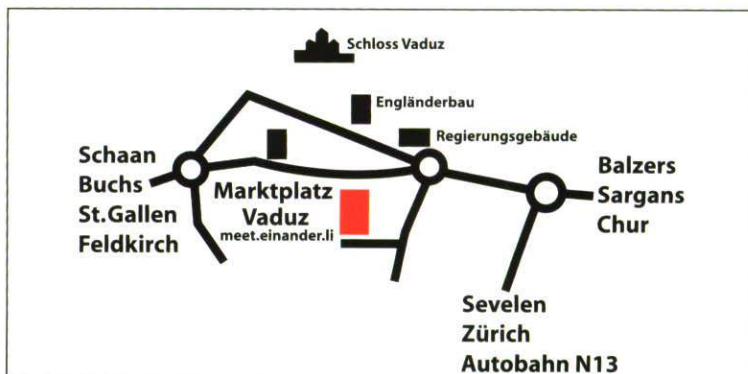 Schloss Vaduz
Engländerbau
Regierungsgebäude
Schaan
Buchs
St.Gallen
Feldkirch
Marktplatz
Vaduz
meet.einander.li
Balzers
Sargans
Chur
Sevelen
Zürich
Autobahn N13